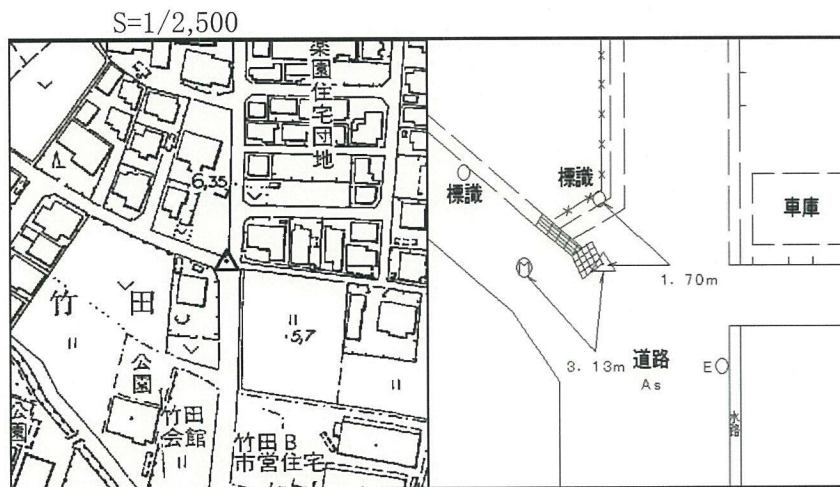 S=1/2,500
楽園住宅団地
6,35
竹田
5,7
公園
竹田
会館
竹田B
市営住宅
公園
標識
標識
車庫
M
1. 70m
3. 13m
道路
As
E
水路